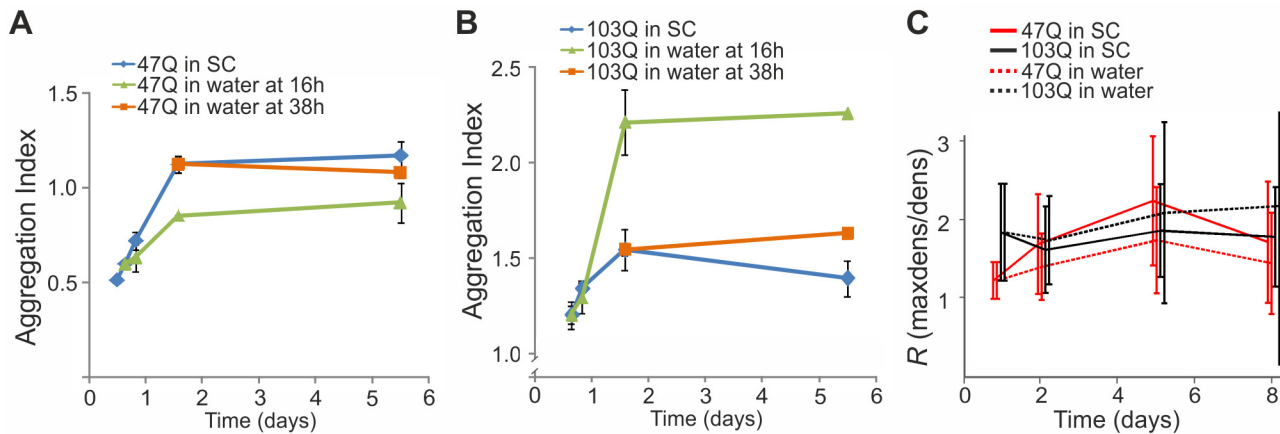 A
47Q in SC
47Q in water at 16h
47Q in water at 38h
1.5
1.0
0.5
Aggregation Index
0 1 2 3 4 5 6
Time (days)
B
103Q in SC
103Q in water at 16h
103Q in water at 38h
2.5
2.0
1.5
1.0
Aggregation Index
0 1 2 3 4 5 6
Time (days)
C
47Q in SC
103Q in SC
47Q in water
103Q in water
3
2
1
R (maxdens/dens)
0 2 4 6 8
Time (days)